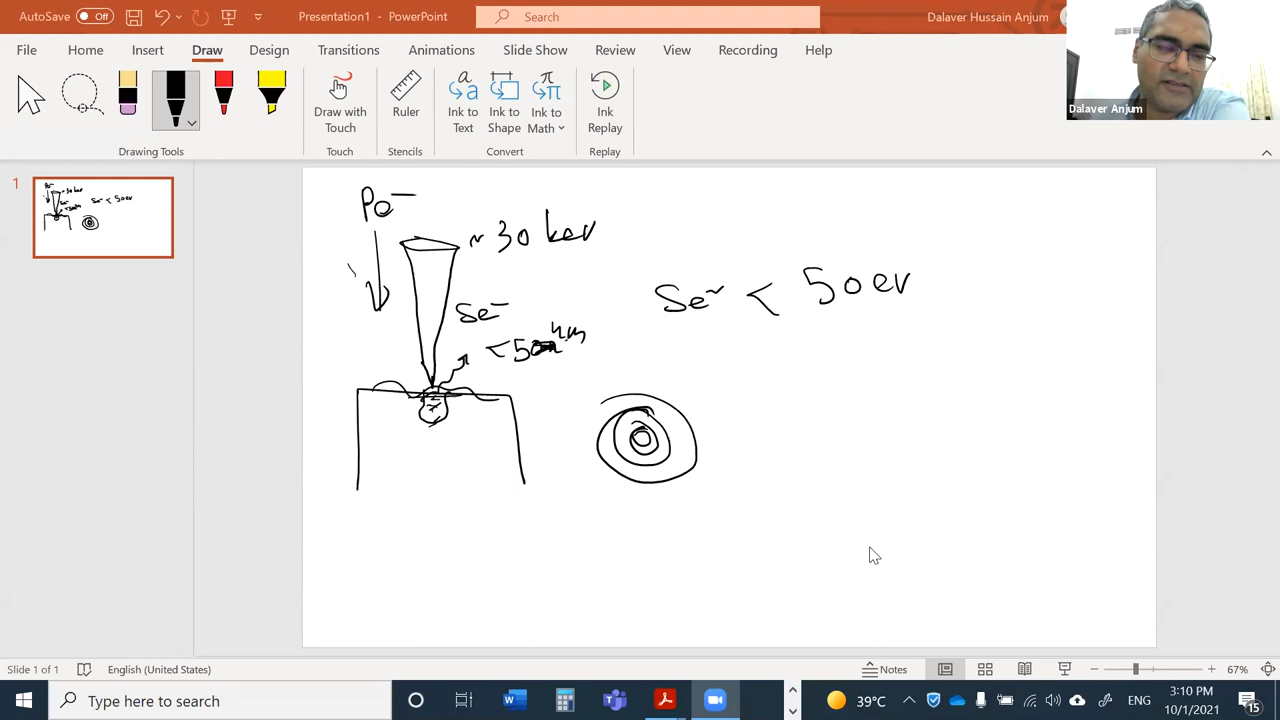 AutoSave Off Presentation1 - PowerPoint Search Dalaver Hussain Anjum
File Home Insert Draw Design Transitions Animations Slide Show Review View Recording Help
Draw with Touch
Ruler
Ink to Text
Ink to Shape
Ink to Math
Ink Replay
Drawing Tools Touch Stencils Convert Replay
Dalaver Anjum
1
Pe⁻
~ 30 kev
Se⁻
< 50 nm
Se~ < 50 ev
Slide 1 of 1 English (United States) Notes 67%
Type here to search 39°C ENG 3:10 PM
10/1/2021 15